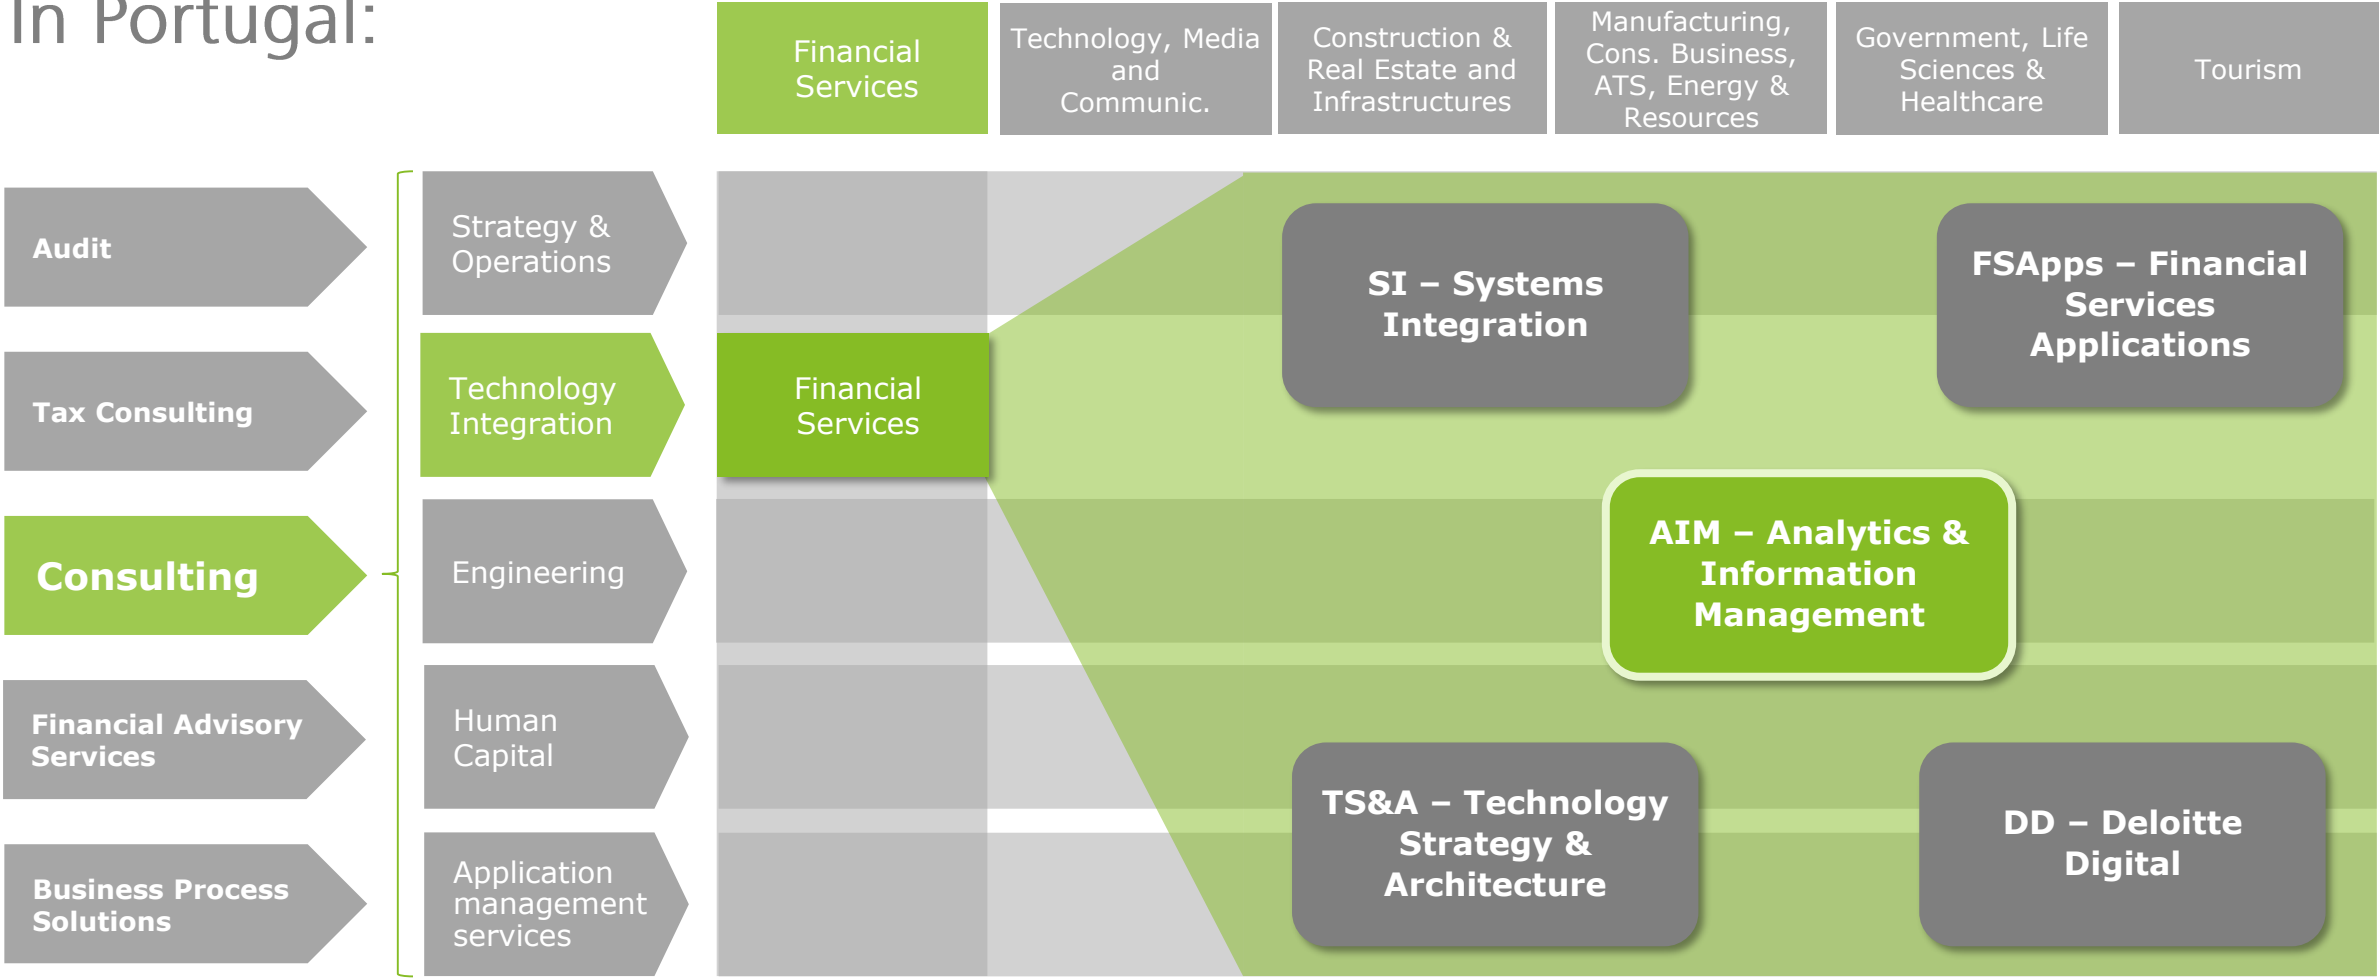 In Portugal:
Financial
Services
Technology, Media
and
Communic.
Construction &
Real Estate and
Infrastructures
Manufacturing,
Cons. Business,
ATS, Energy &
Resources
Government, Life
Sciences &
Healthcare
Tourism
Audit
Tax Consulting
Consulting
Financial Advisory
Services
Business Process
Solutions
Strategy &
Operations
Technology
Integration
Engineering
Human
Capital
Application
management
services
Financial
Services
SI – Systems
Integration
FSApps – Financial
Services
Applications
AIM – Analytics &
Information
Management
TS&A – Technology
Strategy &
Architecture
DD – Deloitte
Digital